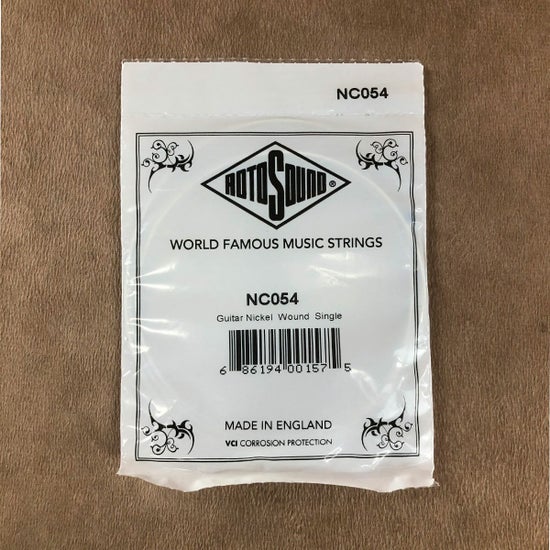 NC054
ROTOSOUND®
WORLD FAMOUS MUSIC STRINGS
NC054
Guitar Nickel Wound Single
6 86194 00157 5
MADE IN ENGLAND
VCI CORROSION PROTECTION